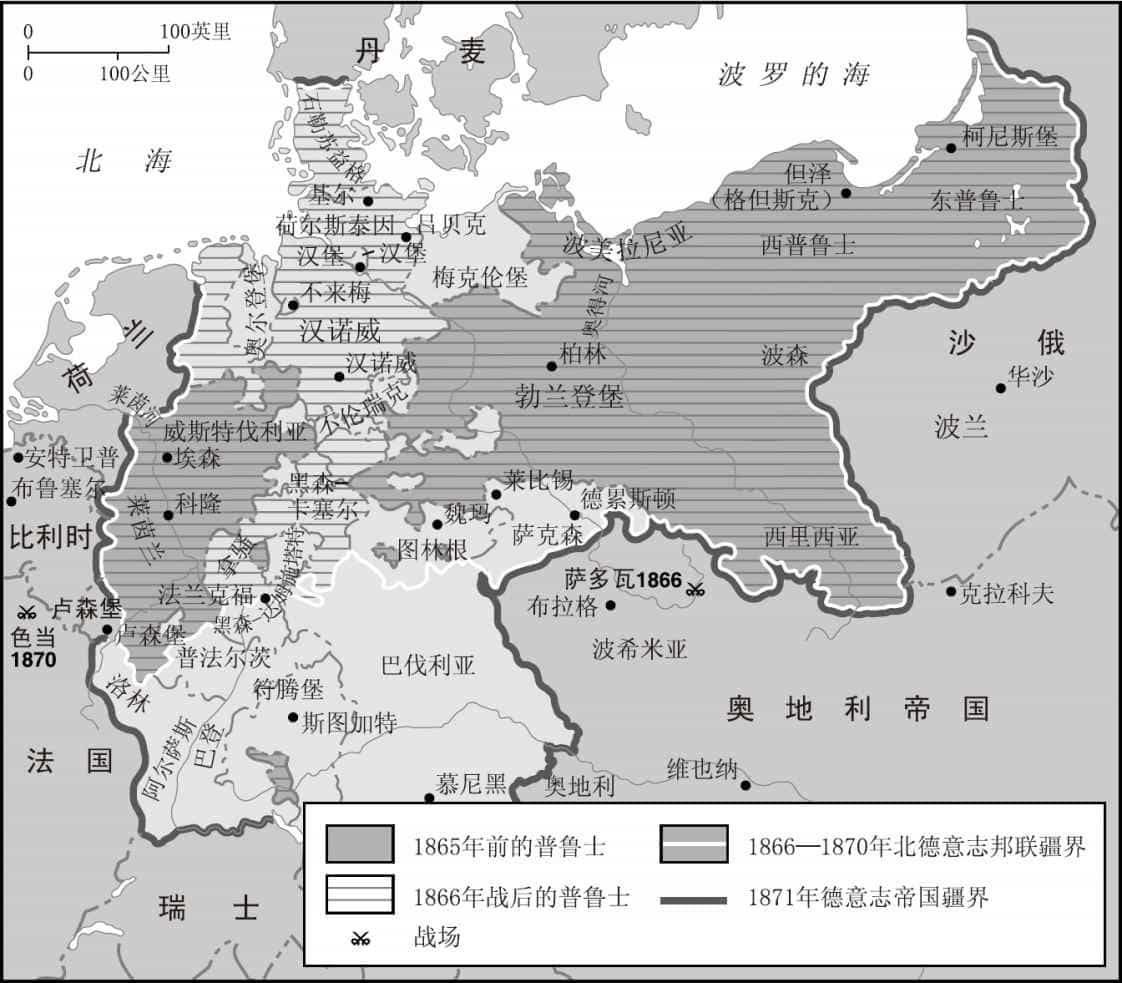 0 100英里
0 100公里
丹麦
波罗的海
北海
石勒苏益格
基尔
荷尔斯泰因
吕贝克
汉堡
汉堡
梅克伦堡
波美拉尼亚
但泽
（格但斯克）
柯尼斯堡
东普鲁士
西普鲁士
奥尔登堡
不来梅
汉诺威
汉诺威
奥得河
柏林
勃兰登堡
波森
沙俄
华沙
波兰
荷兰
莱茵河
威斯特伐利亚
不伦瑞克
安特卫普
埃森
布鲁塞尔
科隆
莱茵兰
比利时
黑森—
卡塞尔
莱比锡
魏玛
德累斯顿
萨克森
图林根
西里西亚
拿骚
法兰克福
黑森—达姆施塔特
萨多瓦1866
布拉格
克拉科夫
波希米亚
卢森堡
卢森堡
色当
1870
普法尔茨
洛林
巴伐利亚
符腾堡
斯图加特
阿尔萨斯
巴登
法国
慕尼黑
奥地利
维也纳
奥地利帝国
瑞士
1865年前的普鲁士
1866年战后的普鲁士
战场
1866—1870年北德意志邦联疆界
1871年德意志帝国疆界